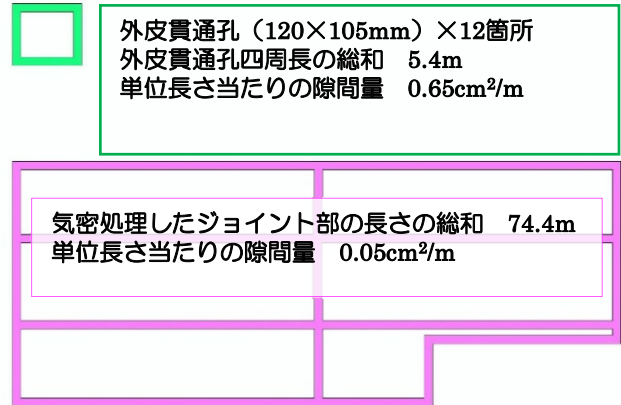 外皮貫通孔（120×105mm）×12箇所
外皮貫通孔四周長の総和　5.4m
単位長さ当たりの隙間量　0.65cm²/m
気密処理したジョイント部の長さの総和　74.4m
単位長さ当たりの隙間量　0.05cm²/m